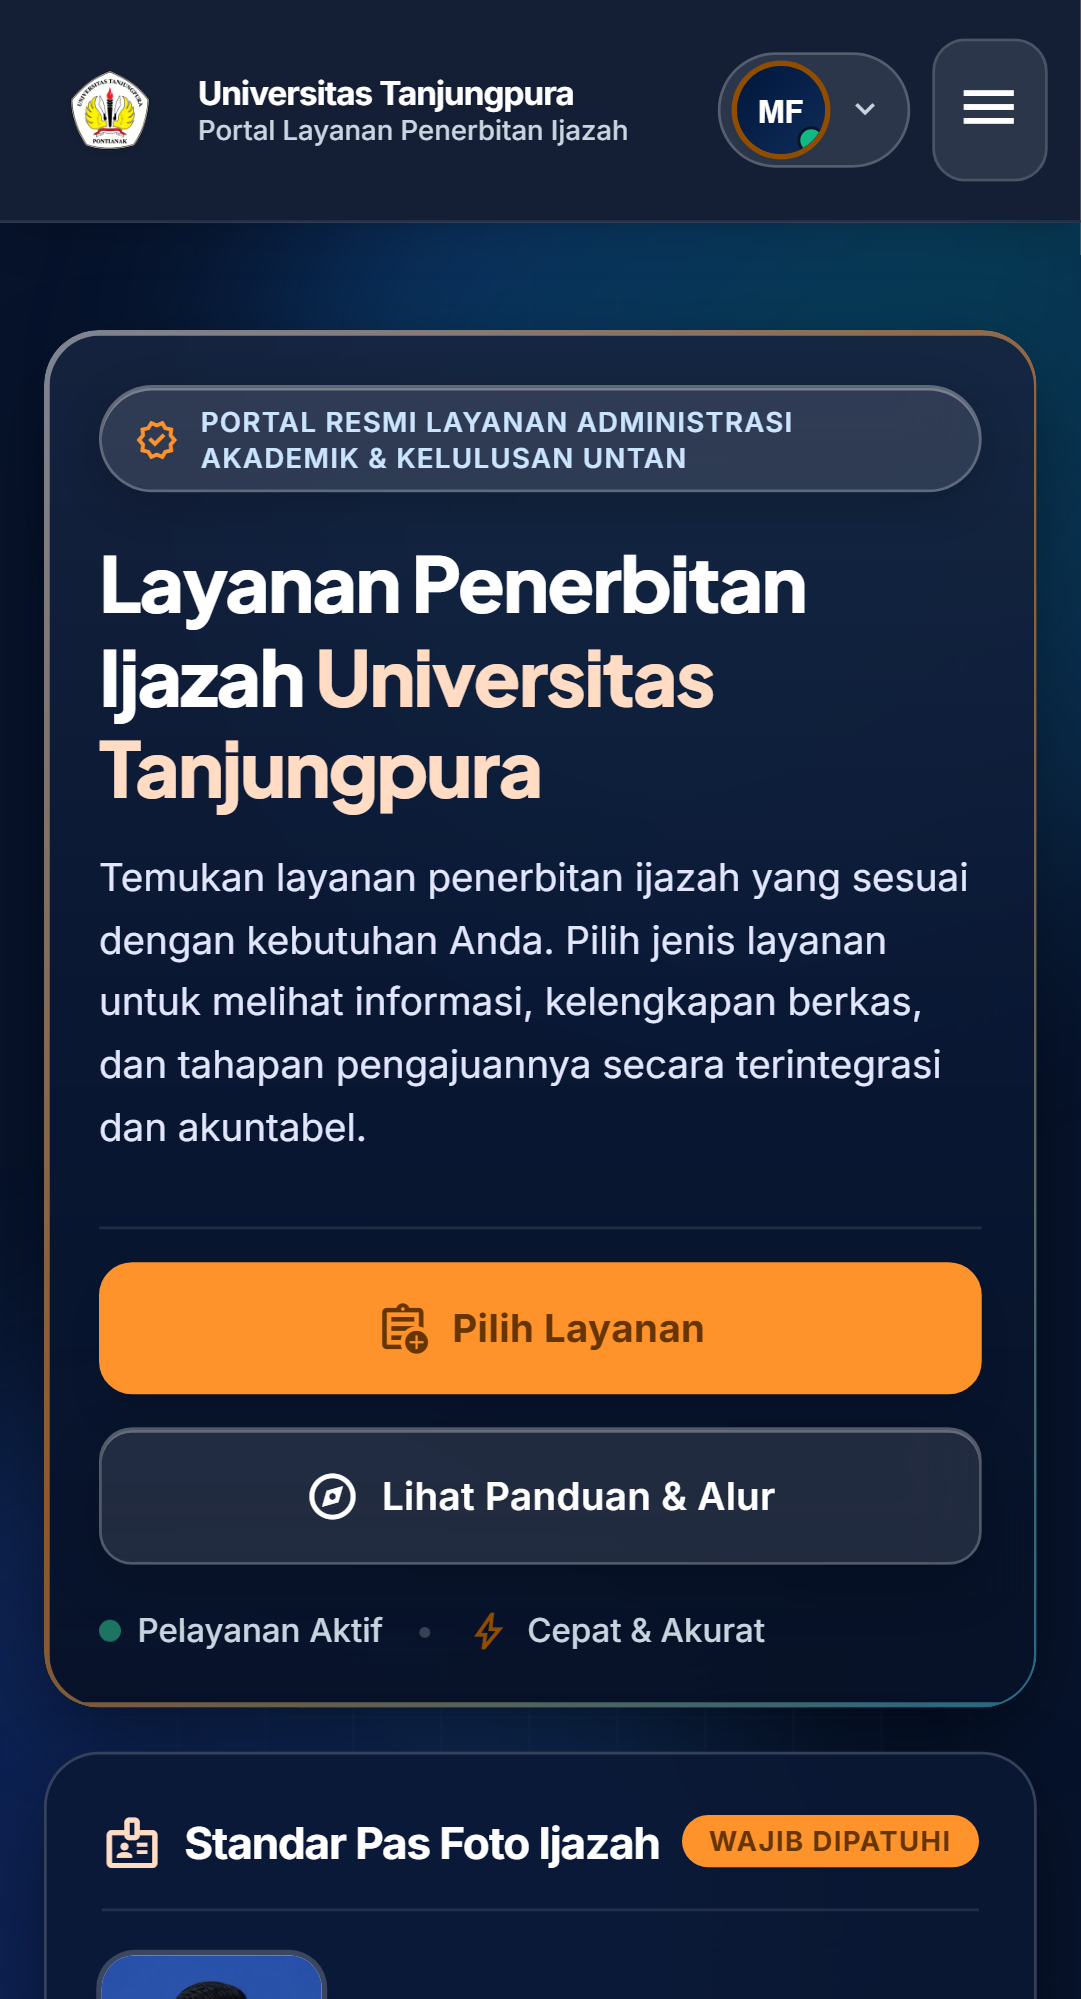 UNIVERSITAS TANJUNGPURA
PONTIANAK
Universitas Tanjungpura
Portal Layanan Penerbitan Ijazah
MF
PORTAL RESMI LAYANAN ADMINISTRASI
AKADEMIK & KELULUSAN UNTAN
Layanan Penerbitan
Ijazah Universitas
Tanjungpura
Temukan layanan penerbitan ijazah yang sesuai
dengan kebutuhan Anda. Pilih jenis layanan
untuk melihat informasi, kelengkapan berkas,
dan tahapan pengajuannya secara terintegrasi
dan akuntabel.
Pilih Layanan
Lihat Panduan & Alur
Pelayanan Aktif • Cepat & Akurat
Standar Pas Foto Ijazah WAJIB DIPATUHI